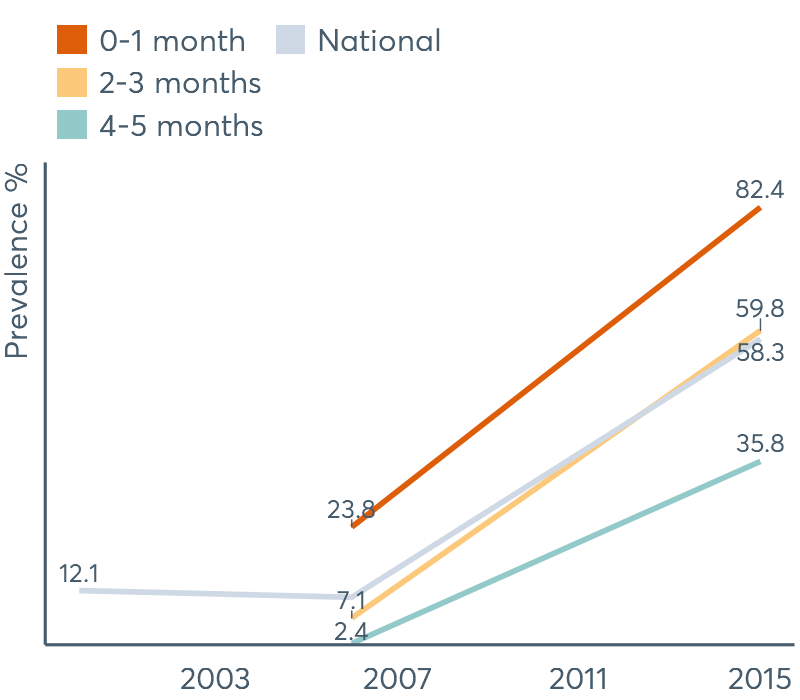 0-1 month National
2-3 months
4-5 months
Prevalence %
82.4
59.8
58.3
35.8
23.8
12.1
7.1
2.4
2003 2007 2011 2015